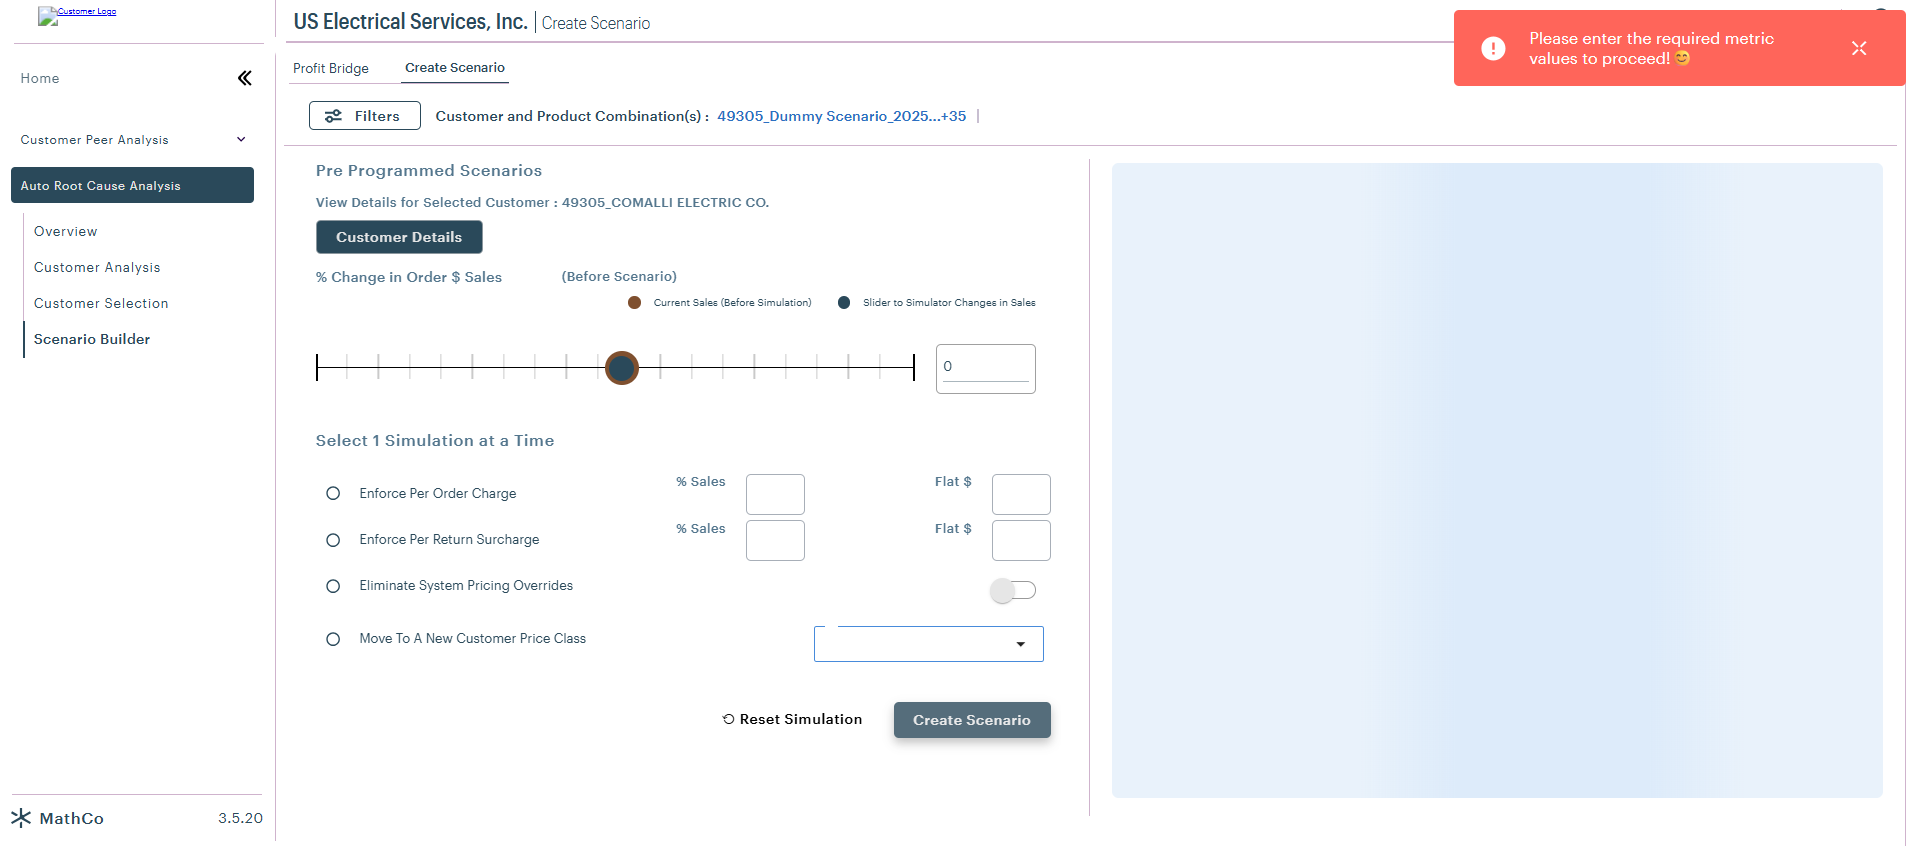 Customer Logo
US Electrical Services, Inc. | Create Scenario
Please enter the required metric
values to proceed! 😊
Home
Profit Bridge
Create Scenario
Filters
Customer and Product Combination(s) : 49305_Dummy Scenario_2025...+35 |
Customer Peer Analysis
Auto Root Cause Analysis
Overview
Customer Analysis
Customer Selection
Scenario Builder
Pre Programmed Scenarios
View Details for Selected Customer : 49305_COMALLI ELECTRIC CO.
Customer Details
% Change in Order $ Sales
(Before Scenario)
Current Sales (Before Simulation)
Slider to Simulator Changes in Sales
0
Select 1 Simulation at a Time
Enforce Per Order Charge
% Sales
Flat $
Enforce Per Return Surcharge
% Sales
Flat $
Eliminate System Pricing Overrides
Move To A New Customer Price Class
Reset Simulation
Create Scenario
MathCo
3.5.20